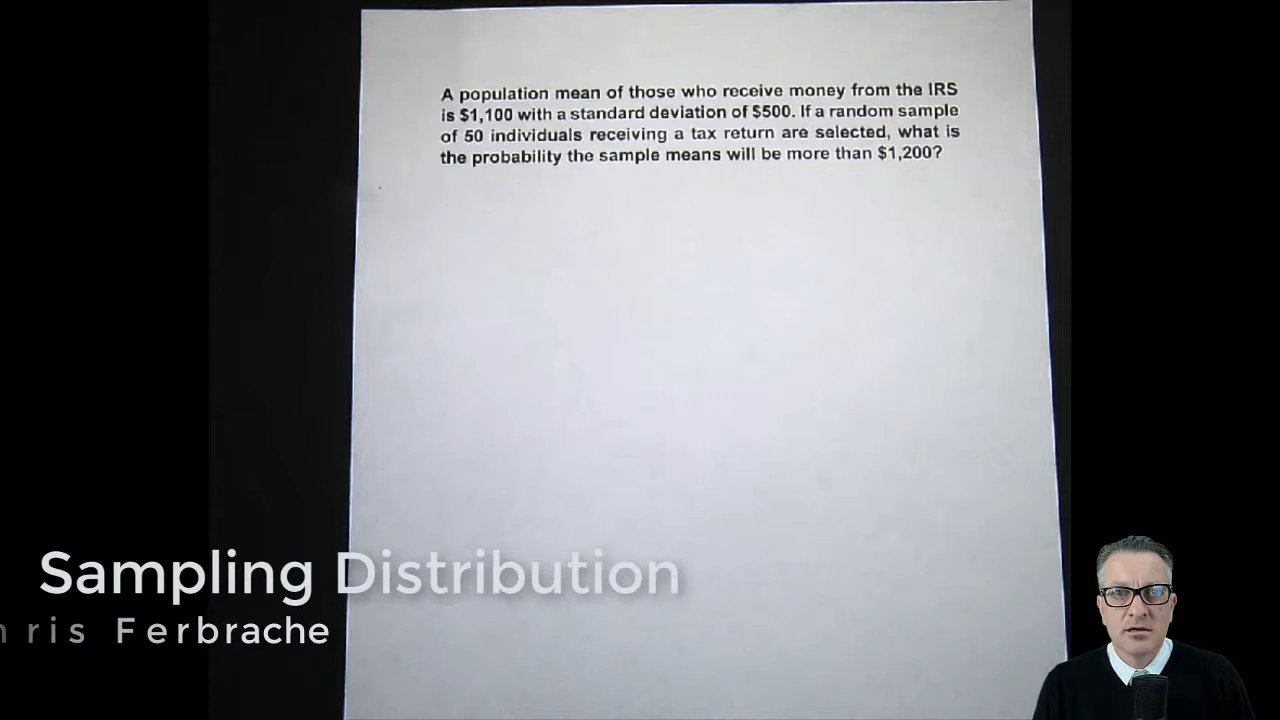 A population mean of those who receive money from the IRS
is $1,100 with a standard deviation of $500. If a random sample
of 50 individuals receiving a tax return are selected, what is
the probability the sample means will be more than $1,200?
Sampling Distribution
hris Ferbrache